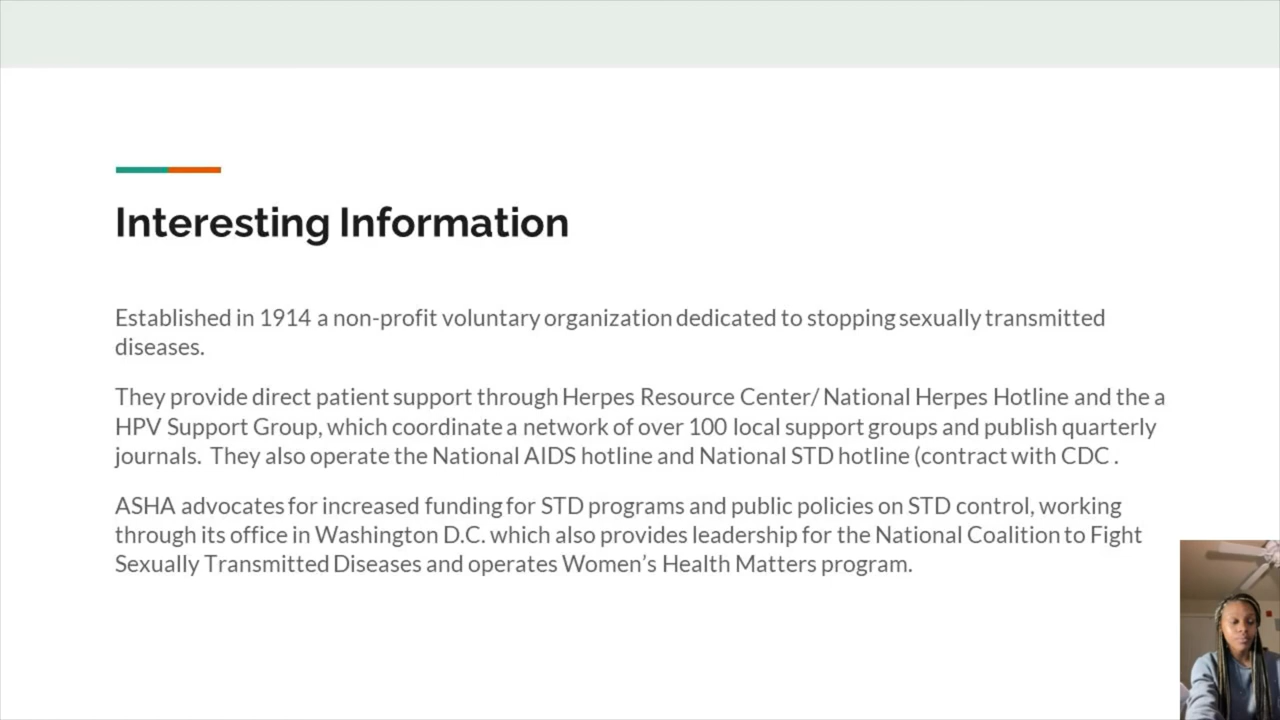 Interesting Information
Established in 1914 a non-profit voluntary organization dedicated to stopping sexually transmitted
diseases.
They provide direct patient support through Herpes Resource Center/ National Herpes Hotline and the a
HPV Support Group, which coordinate a network of over 100 local support groups and publish quarterly
journals.  They also operate the National AIDS hotline and National STD hotline (contract with CDC .
ASHA advocates for increased funding for STD programs and public policies on STD control, working
through its office in Washington D.C. which also provides leadership for the National Coalition to Fight
Sexually Transmitted Diseases and operates Women’s Health Matters program.